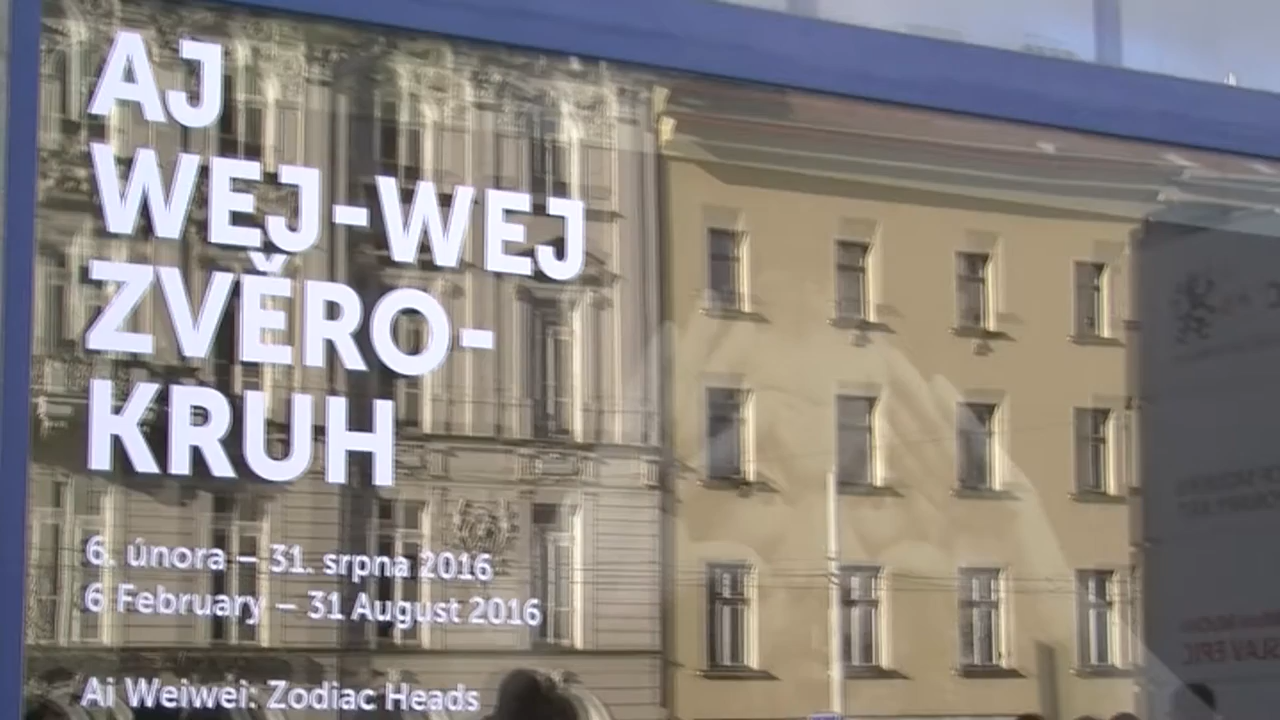 AJ
WEJ-WEJ
ZVĚRO-
KRUH
6. února – 31. srpna 2016
6 February – 31 August 2016
Ai Weiwei: Zodiac Heads